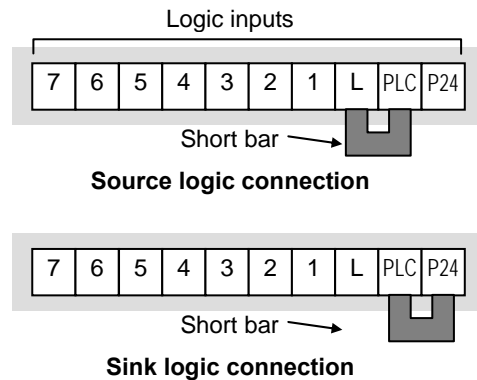 Logic inputs
7 6 5 4 3 2 1 L PLC P24
Short bar
Source logic connection
7 6 5 4 3 2 1 L PLC P24
Short bar
Sink logic connection